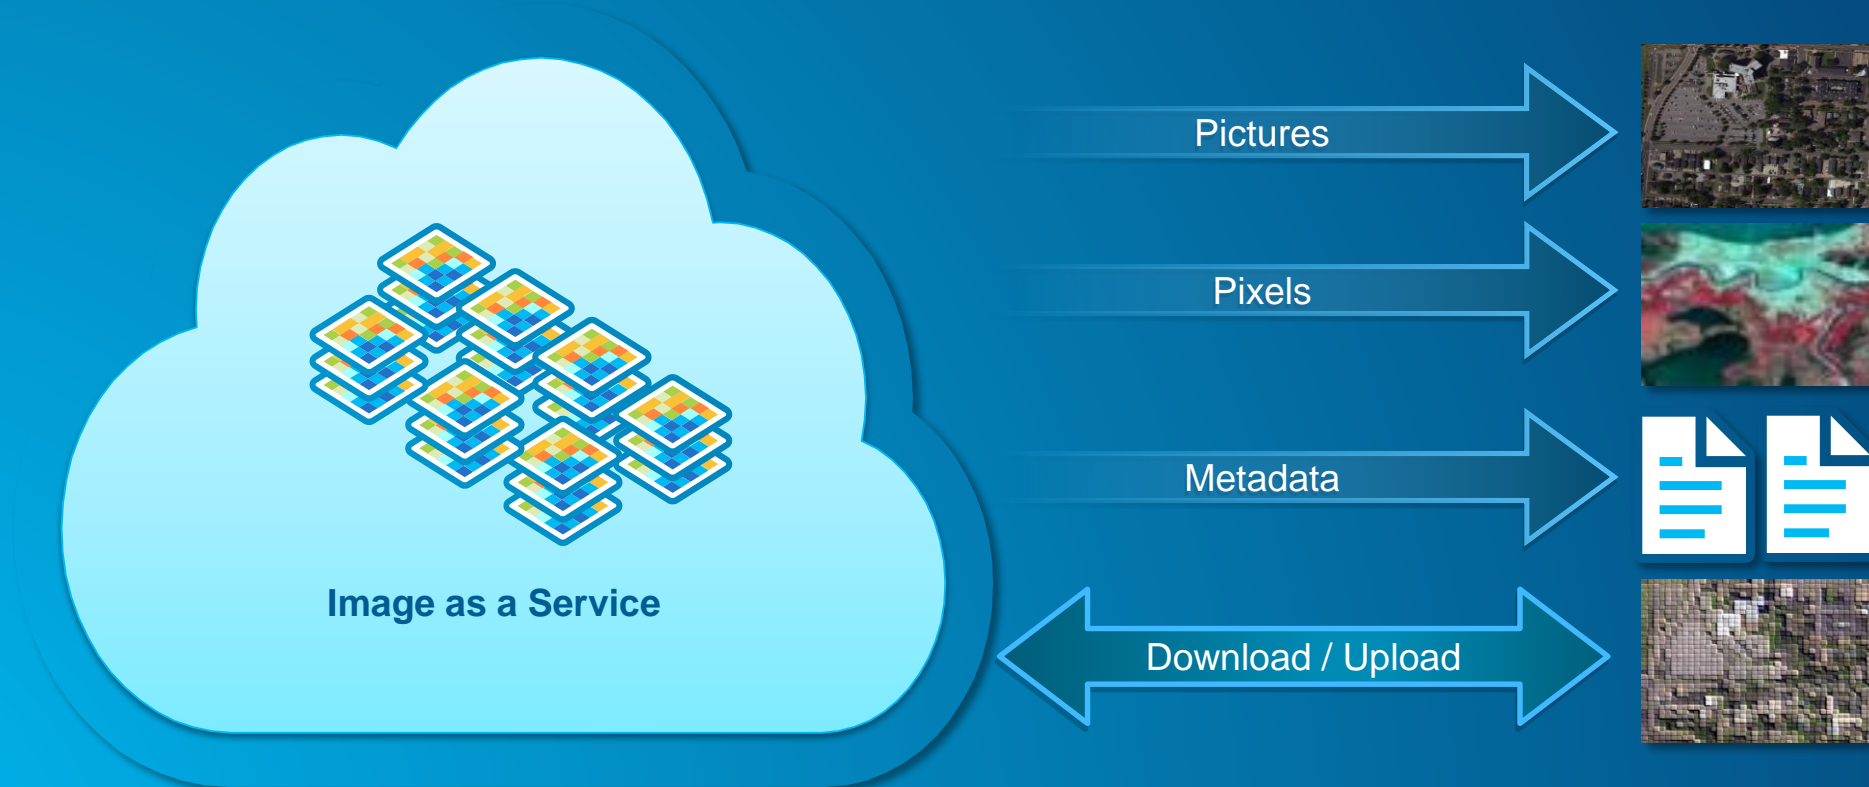 Pictures
Pixels
Metadata
Image as a Service
Download / Upload